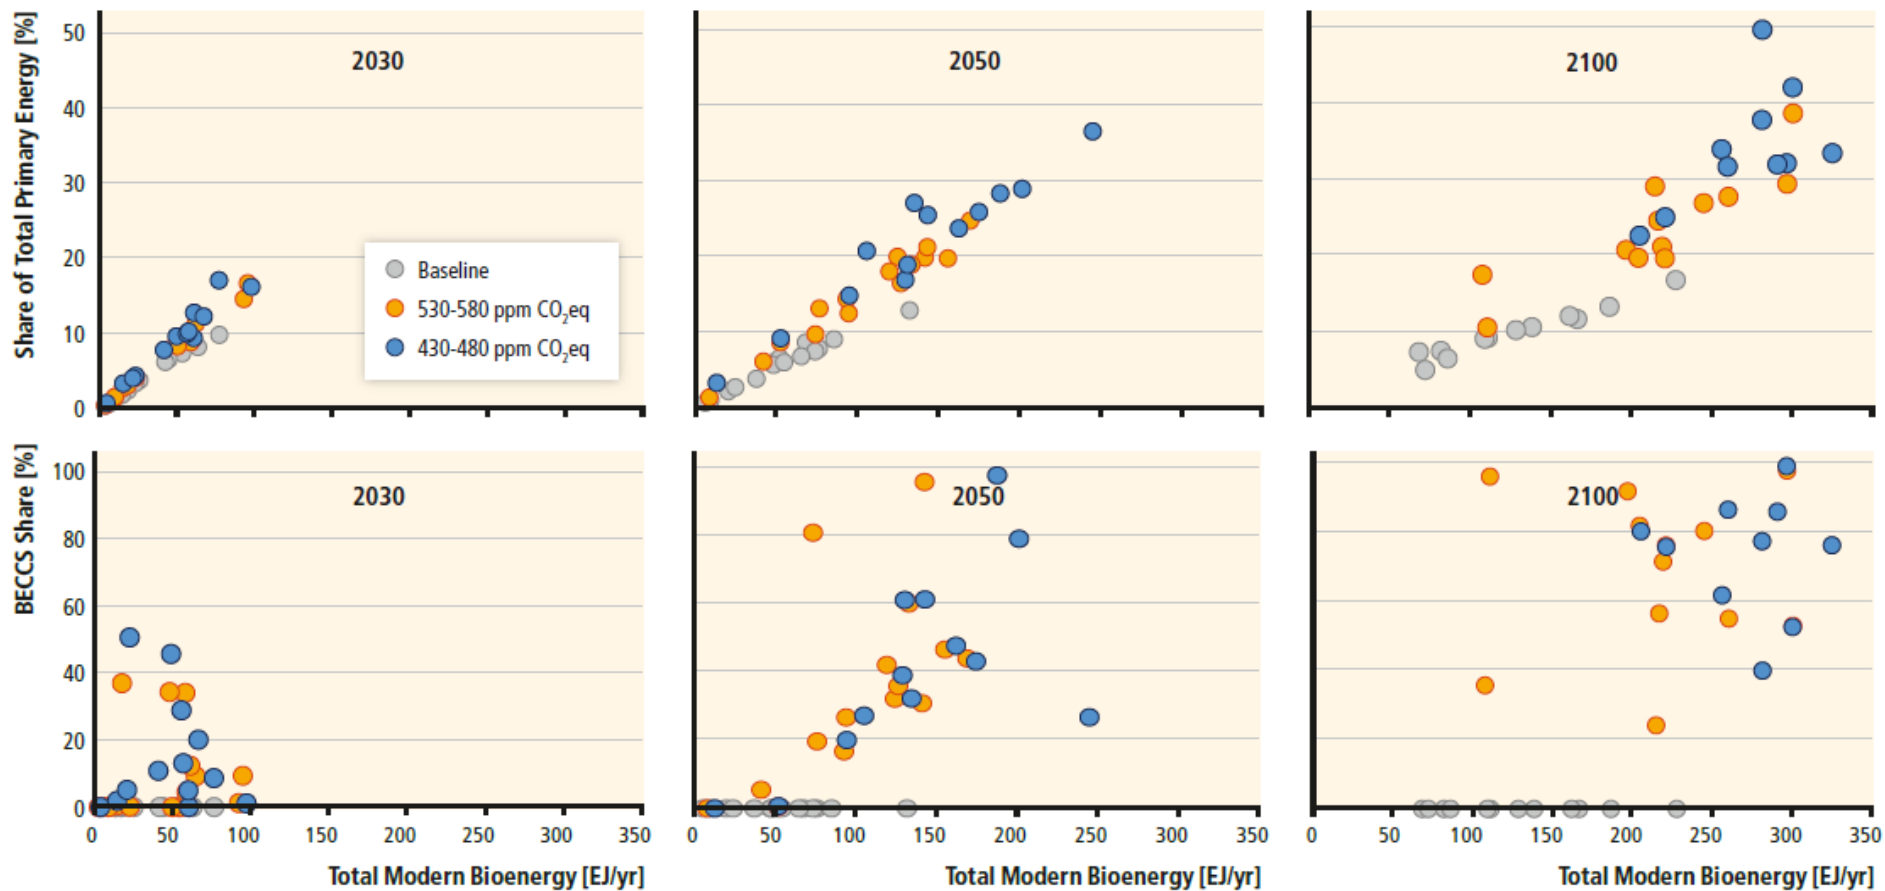 Share of Total Primary Energy [%]
50
40
30
20
10
0
2030
2050
2100
Baseline
530-580 ppm CO2eq
430-480 ppm CO2eq
BECCS Share [%]
100
80
60
40
20
0
2030
2050
2100
0 50 100 150 200 250 300 350
0 50 100 150 200 250 300 350
0 50 100 150 200 250 300 350
Total Modern Bioenergy [EJ/yr]
Total Modern Bioenergy [EJ/yr]
Total Modern Bioenergy [EJ/yr]